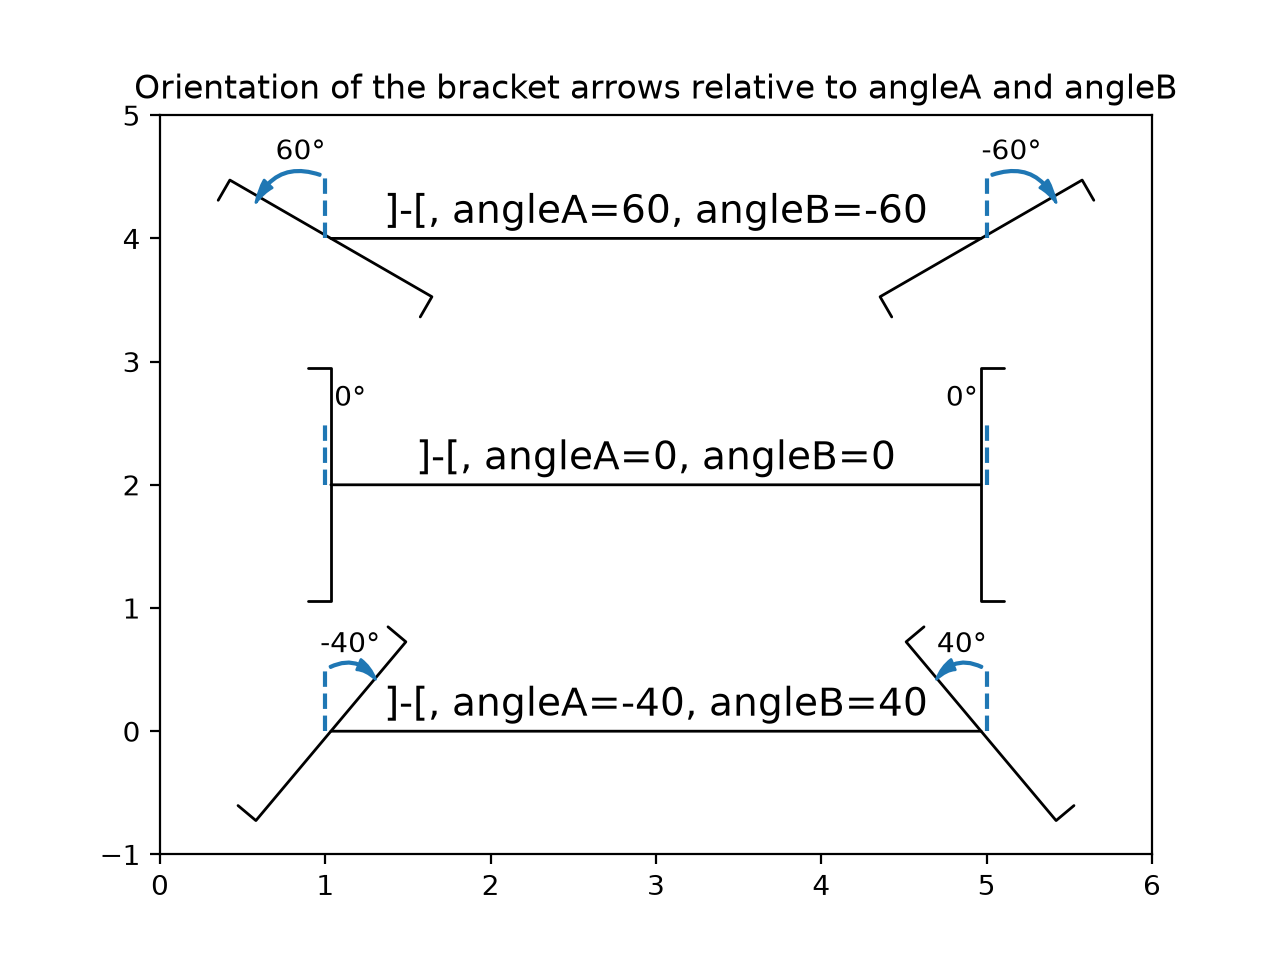 Orientation of the bracket arrows relative to angleA and angleB
5
60°
-60°
]-[, angleA=60, angleB=-60
4
3
0°
0°
]-[, angleA=0, angleB=0
2
1
-40°
40°
]-[, angleA=-40, angleB=40
0
−1
0 1 2 3 4 5 6